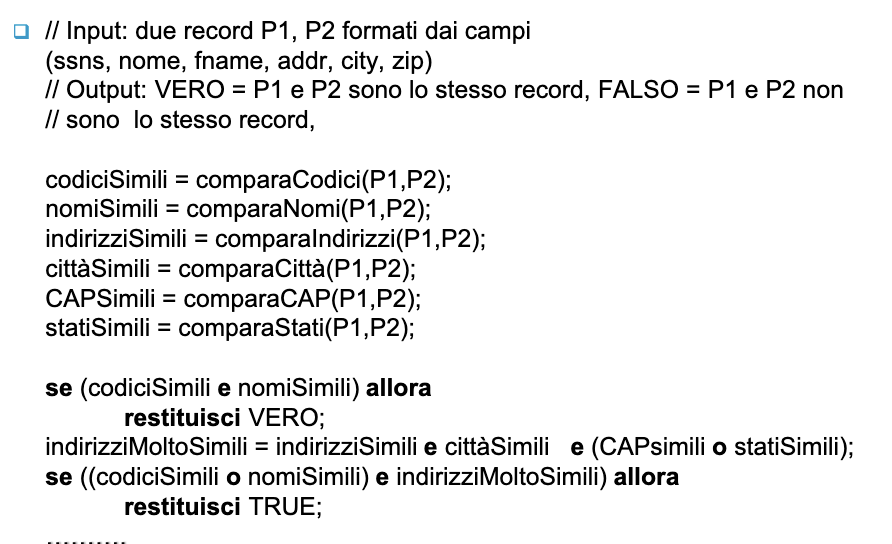 // Input: due record P1, P2 formati dai campi
(ssns, nome, fname, addr, city, zip)
// Output: VERO = P1 e P2 sono lo stesso record, FALSO = P1 e P2 non
// sono lo stesso record,
codiciSimili = comparaCodici(P1,P2);
nomiSimili = comparaNomi(P1,P2);
indirizziSimili = comparaIndirizzi(P1,P2);
cittàSimili = comparaCittà(P1,P2);
CAPSimili = comparaCAP(P1,P2);
statiSimili = comparaStati(P1,P2);
se (codiciSimili e nomiSimili) allora
restituisci VERO;
indirizziMoltoSimili = indirizziSimili e cittàSimili e (CAPsimili o statiSimili);
se ((codiciSimili o nomiSimili) e indirizziMoltoSimili) allora
restituisci TRUE;
..........